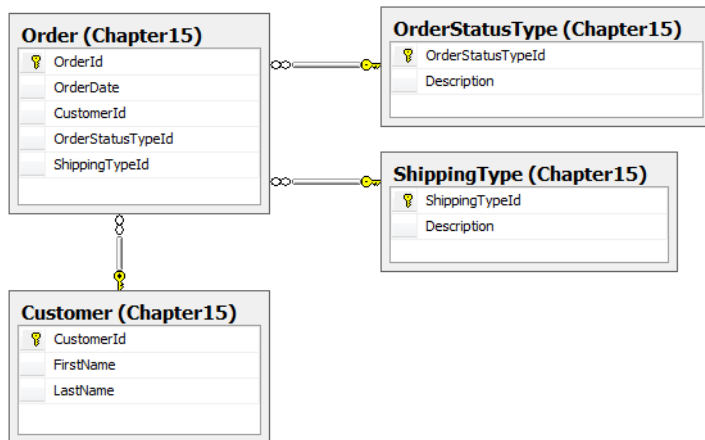 Order (Chapter15)
OrderId
OrderDate
CustomerId
OrderStatusTypeId
ShippingTypeId
OrderStatusType (Chapter15)
OrderStatusTypeId
Description
ShippingType (Chapter15)
ShippingTypeId
Description
Customer (Chapter15)
CustomerId
FirstName
LastName